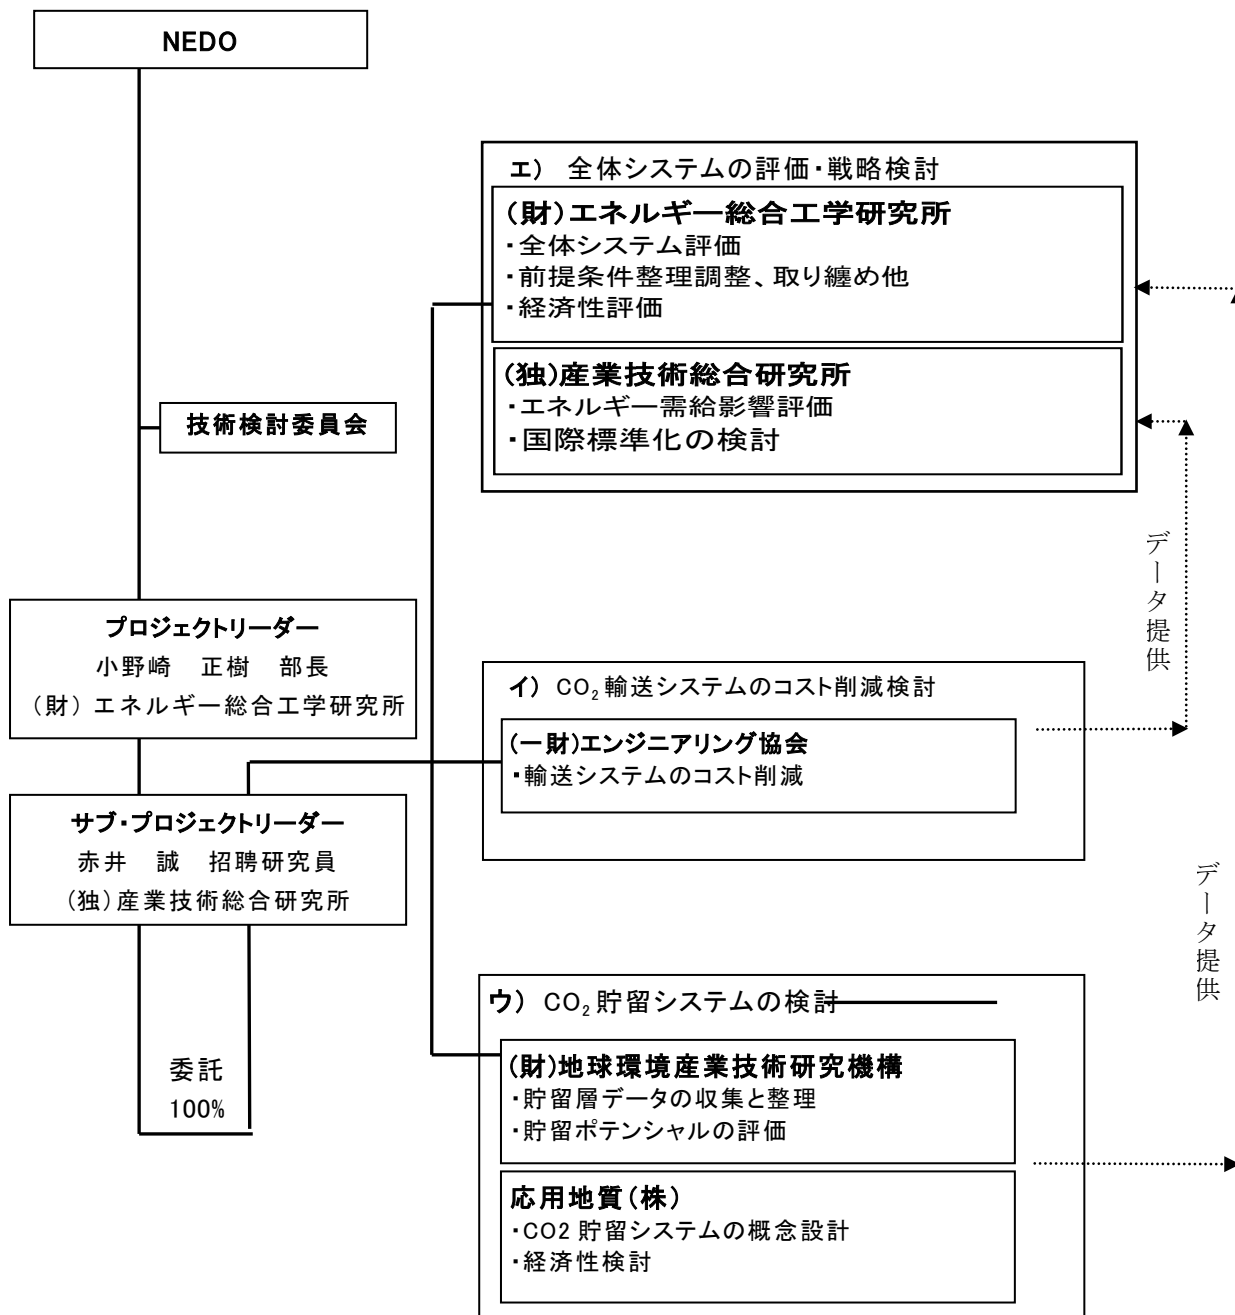 NEDO
エ) 全体システムの評価・戦略検討
(財)エネルギー総合工学研究所
・全体システム評価
・前提条件整理調整、取り纏め他
・経済性評価
(独)産業技術総合研究所
・エネルギー需給影響評価
・国際標準化の検討
技術検討委員会
データ提供
プロジェクトリーダー
小野崎　正樹　部長
(財) エネルギー総合工学研究所
イ) CO₂輸送システムのコスト削減検討
(一財)エンジニアリング協会
・輸送システムのコスト削減
サブ・プロジェクトリーダー
赤井　誠　招聘研究員
(独)産業技術総合研究所
データ提供
ウ) CO₂貯留システムの検討
(財)地球環境産業技術研究機構
・貯留層データの収集と整理
・貯留ポテンシャルの評価
委託
100%
応用地質(株)
・CO2 貯留システムの概念設計
・経済性検討